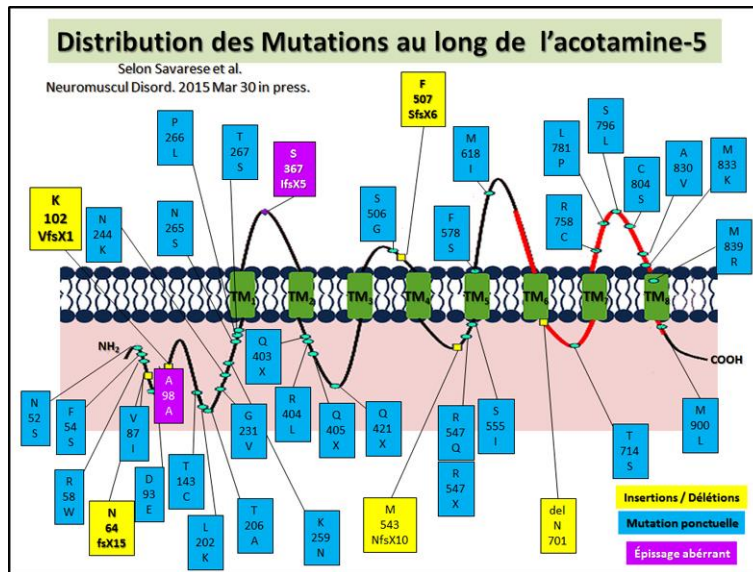 Distribution des Mutations au long de l’acotamine-5
Selon Savarese et al.
Neuromuscul Disord. 2015 Mar 30 in press.
F
507
SfsX6
P
266
L
T
267
S
S
367
IfsX5
M
618
I
L
781
P
S
796
L
A
830
V
M
833
K
K
102
VfsX1
N
244
K
N
265
S
S
506
G
F
578
S
R
758
C
C
804
S
M
839
R
TM1
TM2
TM3
TM4
TM5
TM6
TM7
TM8
NH2
COOH
N
52
S
F
54
S
V
87
I
A
98
A
T
143
C
G
231
V
Q
403
X
R
404
L
Q
405
X
Q
421
X
R
547
Q
S
555
I
M
900
L
R
58
W
N
64
fsX15
D
93
E
L
202
K
T
206
A
K
259
N
M
543
NfsX10
R
547
X
del
N
701
T
714
S
Insertions / Délétions
Mutation ponctuelle
Épissage abérrant